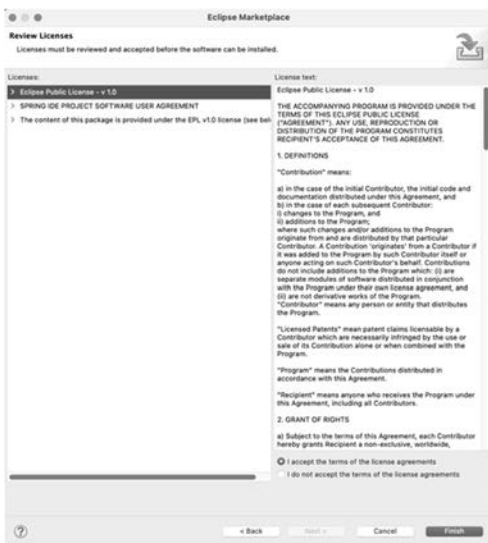 Eclipse Marketplace
Review Licenses
Licenses must be reviewed and accepted before the software can be installed.
Licenses:
> Eclipse Public License - v 1.0
> SPRING IDE PROJECT SOFTWARE USER AGREEMENT
> The content of this package is provided under the EPL v1.0 license (see bel
License text:
Eclipse Public License - v 1.0
THE ACCOMPANYING PROGRAM IS PROVIDED UNDER THE
TERMS OF THIS ECLIPSE PUBLIC LICENSE
("AGREEMENT"). ANY USE, REPRODUCTION OR
DISTRIBUTION OF THE PROGRAM CONSTITUTES
RECIPIENT'S ACCEPTANCE OF THIS AGREEMENT.
1. DEFINITIONS
"Contribution" means:
a) in the case of the initial Contributor, the initial code and
documentation distributed under this Agreement, and
b) in the case of each subsequent Contributor:
i) changes to the Program, and
ii) additions to the Program;
where such changes and/or additions to the Program
originate from and are distributed by that particular
Contributor. A Contribution 'originates' from a Contributor if
it was added to the Program by such Contributor itself or
anyone acting on such Contributor's behalf. Contributions
do not include additions to the Program which: (i) are
separate modules of software distributed in conjunction
with the Program under their own license agreement, and
(ii) are not derivative works of the Program.
"Contributor" means any person or entity that distributes
the Program.
"Licensed Patents" mean patent claims licensable by a
Contributor which are necessarily infringed by the use or
sale of its Contribution alone or when combined with the
Program.
"Program" means the Contributions distributed in
accordance with this Agreement.
"Recipient" means anyone who receives the Program under
this Agreement, including all Contributors.
2. GRANT OF RIGHTS
a) Subject to the terms of this Agreement, each Contributor
hereby grants Recipient a non-exclusive, worldwide,
I accept the terms of the license agreements
I do not accept the terms of the license agreements
? < Back Next > Cancel Finish